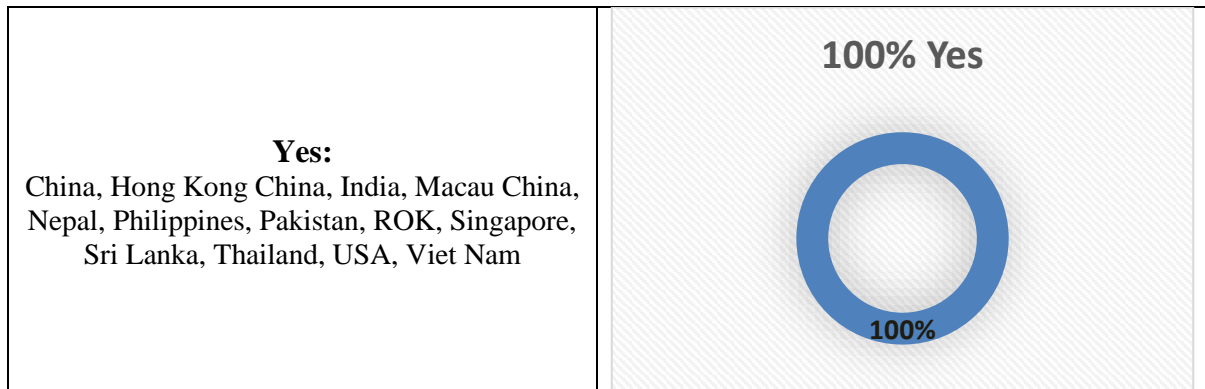 Yes:
China, Hong Kong China, India, Macau China,
Nepal, Philippines, Pakistan, ROK, Singapore,
Sri Lanka, Thailand, USA, Viet Nam
100% Yes
100%